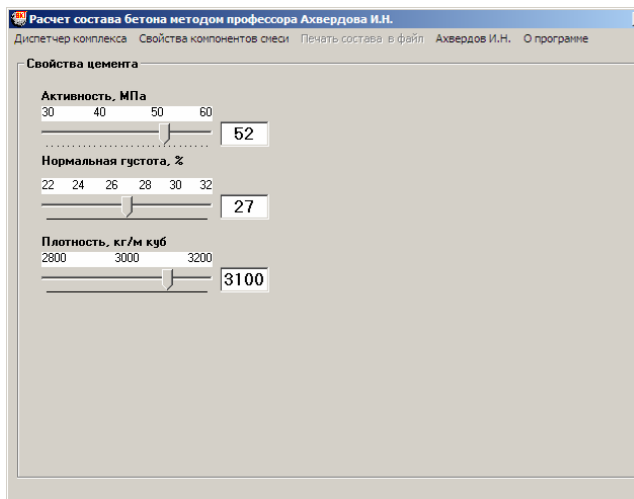 Расчет состава бетона методом профессора Ахвердова И.Н.
Диспетчер комплекса Свойства компонентов смеси Печать состава в файл Ахвердов И.Н. О программе
Свойства цемента
Активность, МПа
30 40 50 60
52
Нормальная густота, %
22 24 26 28 30 32
27
Плотность, кг/м куб
2800 3000 3200
3100